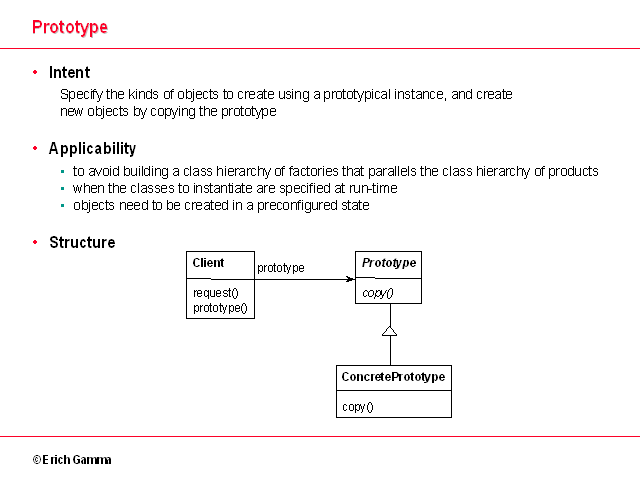 Prototype
• Intent
Specify the kinds of objects to create using a prototypical instance, and create
new objects by copying the prototype
• Applicability
• to avoid building a class hierarchy of factories that parallels the class hierarchy of products
• when the classes to instantiate are specified at run-time
• objects need to be created in a preconfigured state
• Structure
Client
request()
prototype()
prototype
Prototype
copy()
ConcretePrototype
copy()
© Erich Gamma